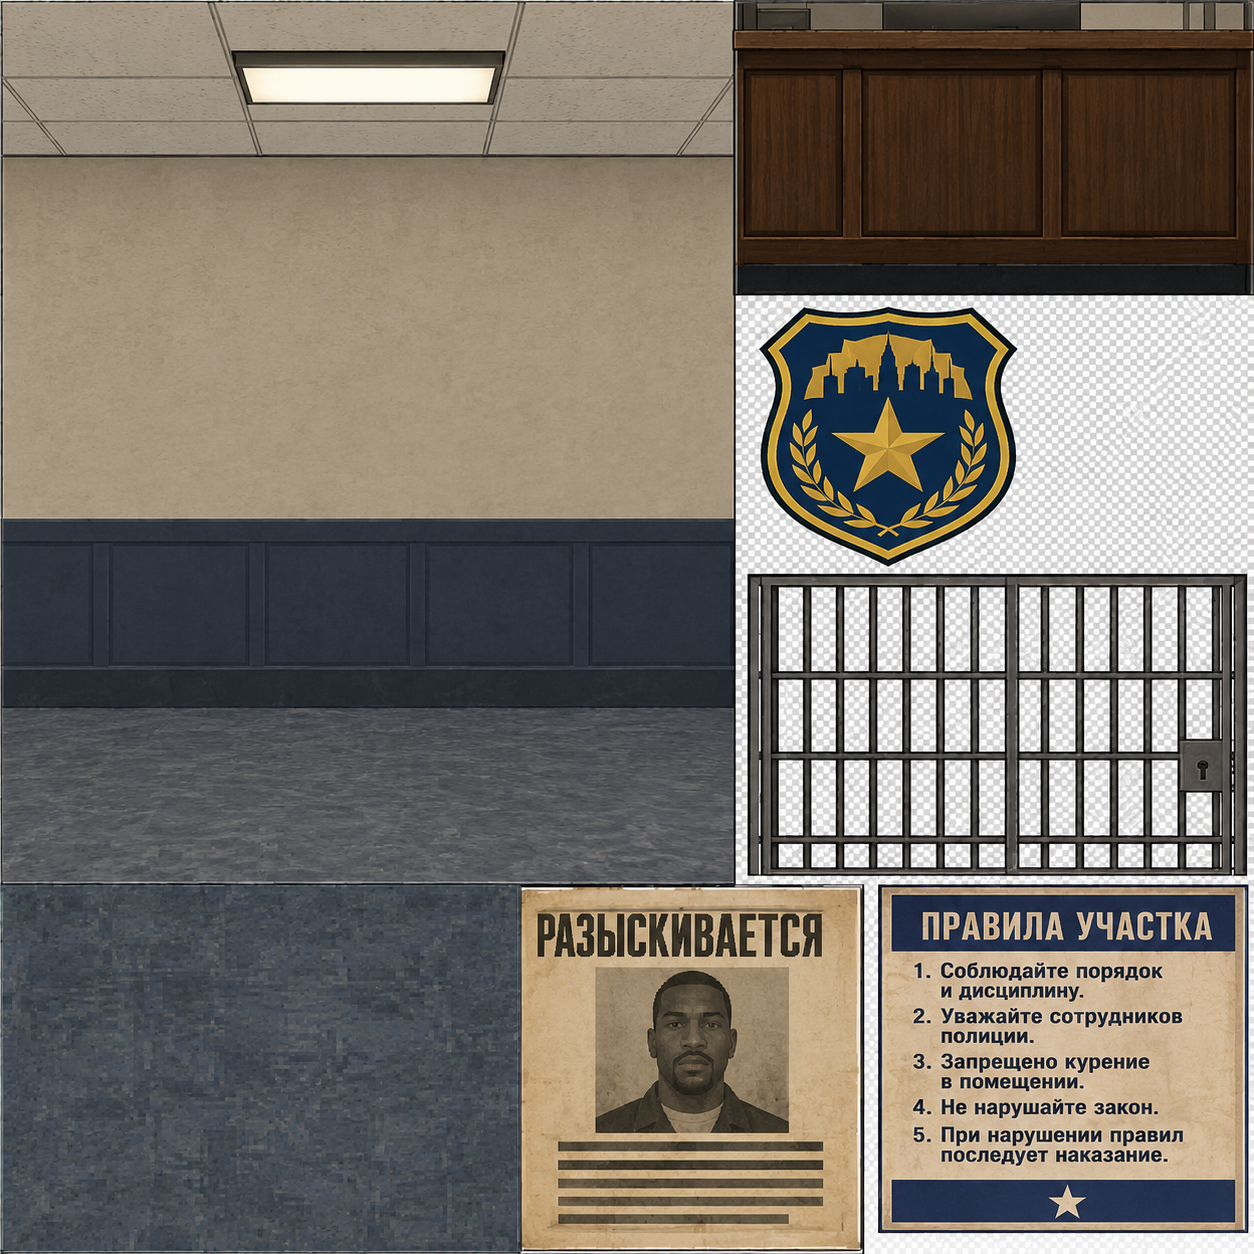 РАЗЫСКИВАЕТСЯ
ПРАВИЛА УЧАСТКА
1. Соблюдайте порядок
и дисциплину.
2. Уважайте сотрудников
полиции.
3. Запрещено курение
в помещении.
4. Не нарушайте закон.
5. При нарушении правил
последует наказание.